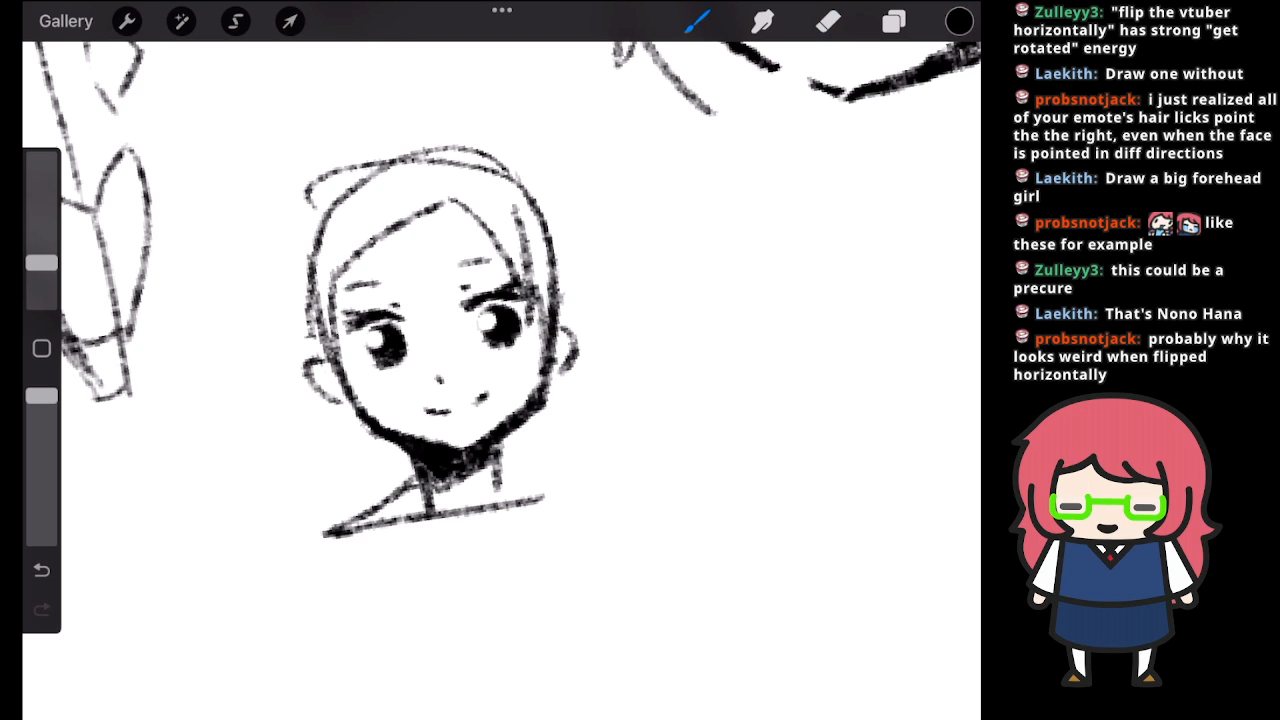 Gallery
Zulleyy3: "flip the vtuber
horizontally" has strong "get
rotated" energy
Laekith: Draw one without
probsnotjack: i just realized all
of your emote's hair licks point
the the right, even when the face
is pointed in diff directions
Laekith: Draw a big forehead
girl
probsnotjack: like
these for example
Zulleyy3: this could be a
precure
Laekith: That's Nono Hana
probsnotjack: probably why it
looks weird when flipped
horizontally